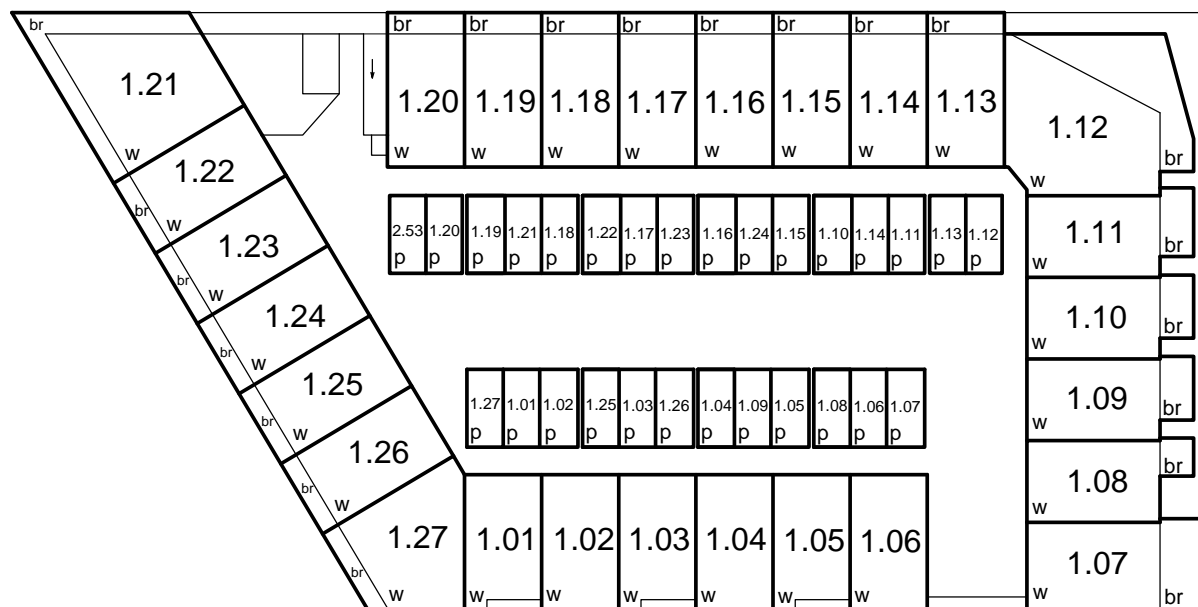 br br br br br br br br
1.21 1.20 1.19 1.18 1.17 1.16 1.15 1.14 1.13 1.12
w w w w w w w w w w br
br 1.22 w
2.53 1.20 1.19 1.21 1.18 1.22 1.17 1.23 1.16 1.24 1.15 1.10 1.14 1.11 1.13 1.12
p p p p p p p p p p p p p p p p
br 1.23 w
1.11 w br
br 1.24 w
1.10 w br
br 1.25 w
1.27 1.01 1.02 1.25 1.03 1.26 1.04 1.09 1.05 1.08 1.06 1.07
p p p p p p p p p p p p
1.09 w br
br 1.26 w
1.08 w br
br 1.27 w
1.01 1.02 1.03 1.04 1.05 1.06
w w w w w w
br
1.07 w br